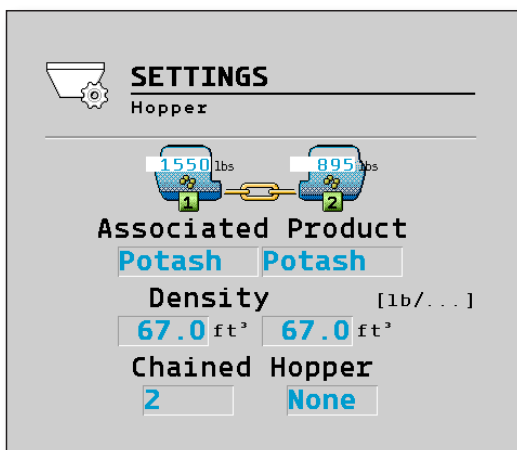 SETTINGS
Hopper
1550 lbs 895 lbs
1 2
Associated Product
Potash Potash
Density [lb/...]
67.0 ft³ 67.0 ft³
Chained Hopper
2 None